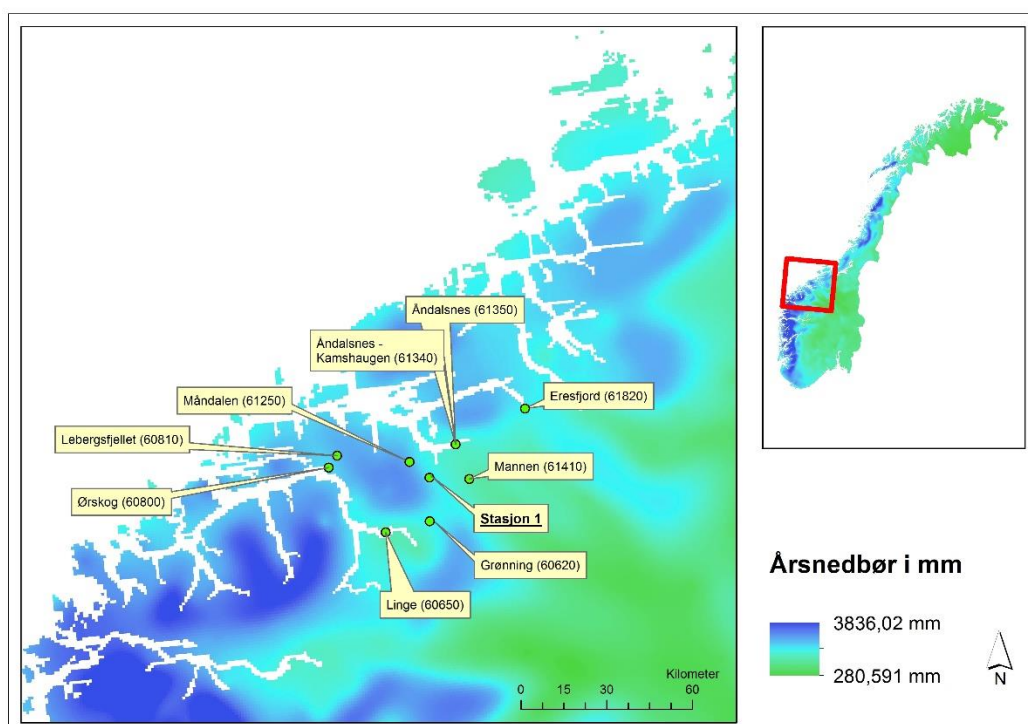 Åndalsnes (61350)
Åndalsnes -
Kamshaugen (61340)
Måndalen (61250)
Eresfjord (61820)
Lebergsfjellet (60810)
Mannen (61410)
Ørskog (60800)
Stasjon 1
Grønning (60620)
Linge (60650)
Kilometer
0 15 30 45 60
Årsnedbør i mm
3836,02 mm
280,591 mm
N